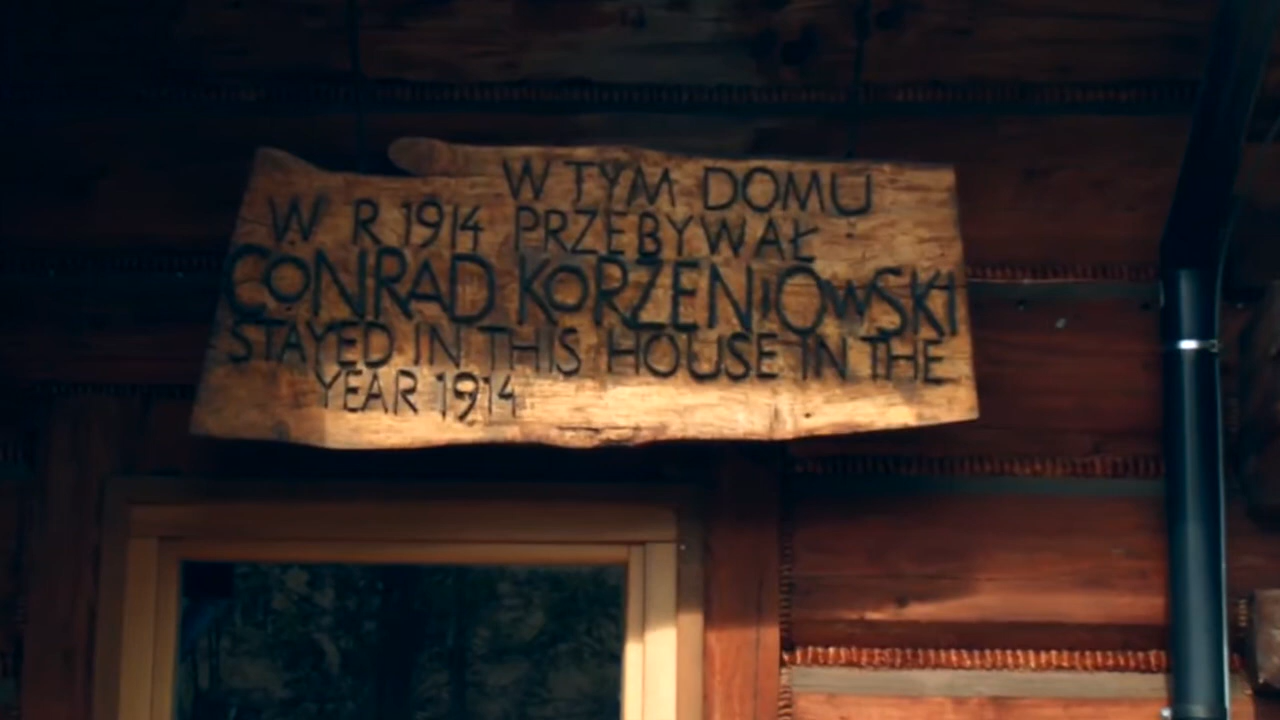 W TYM DOMU
W R 1914 PRZEBYWAŁ
CONRAD KORZENIOWSKI
STAYED IN THIS HOUSE IN THE
YEAR 1914